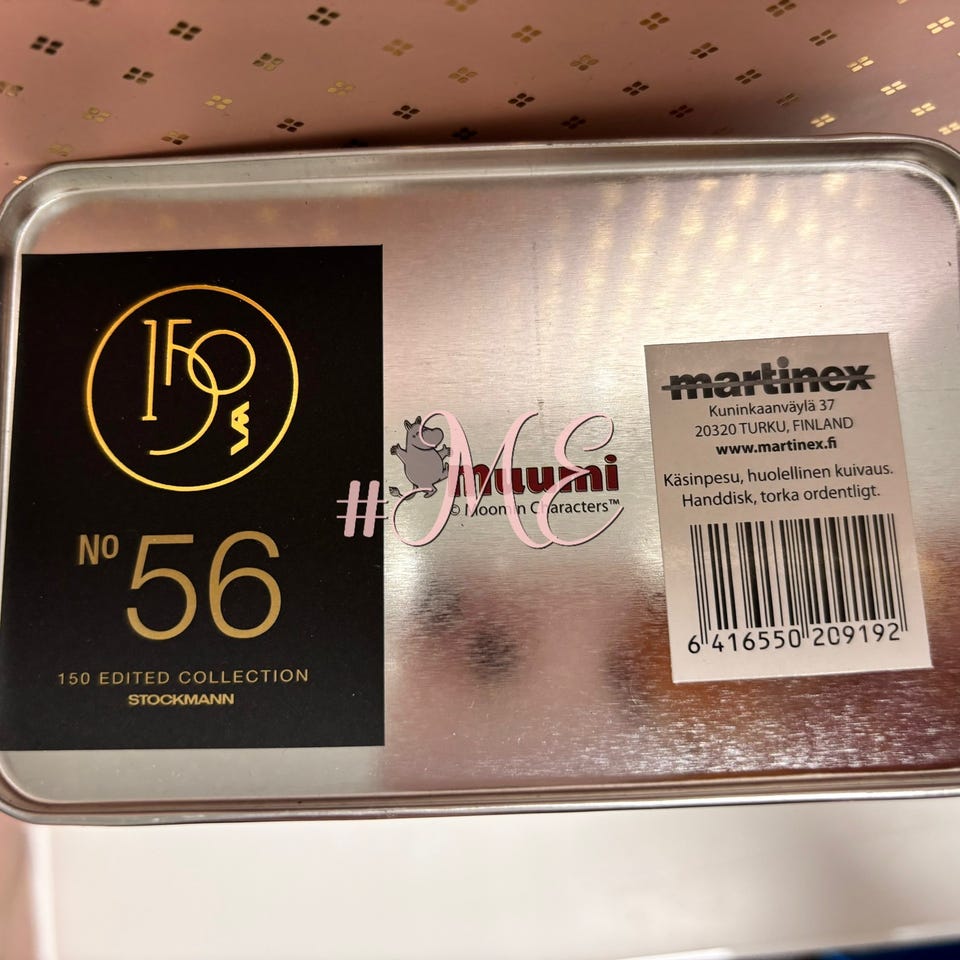 150
VA
No 56
150 EDITED COLLECTION
STOCKMANN
#ME
muumi
© Moomin Characters™
martinex
Kuninkaanväylä 37
20320 TURKU, FINLAND
www.martinex.fi
Käsinpesu, huolellinen kuivaus.
Handdisk, torka ordentligt.
6 416550 209192